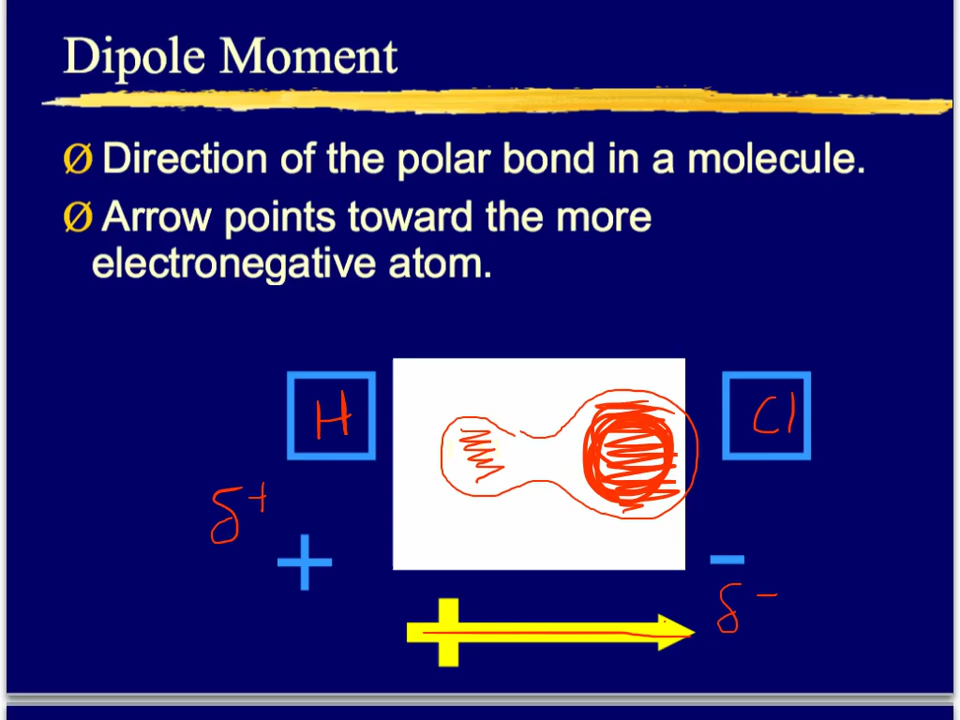 Dipole Moment
Ø Direction of the polar bond in a molecule.
Ø Arrow points toward the more
electronegative atom.
H Cl
δ+
+ -
δ-